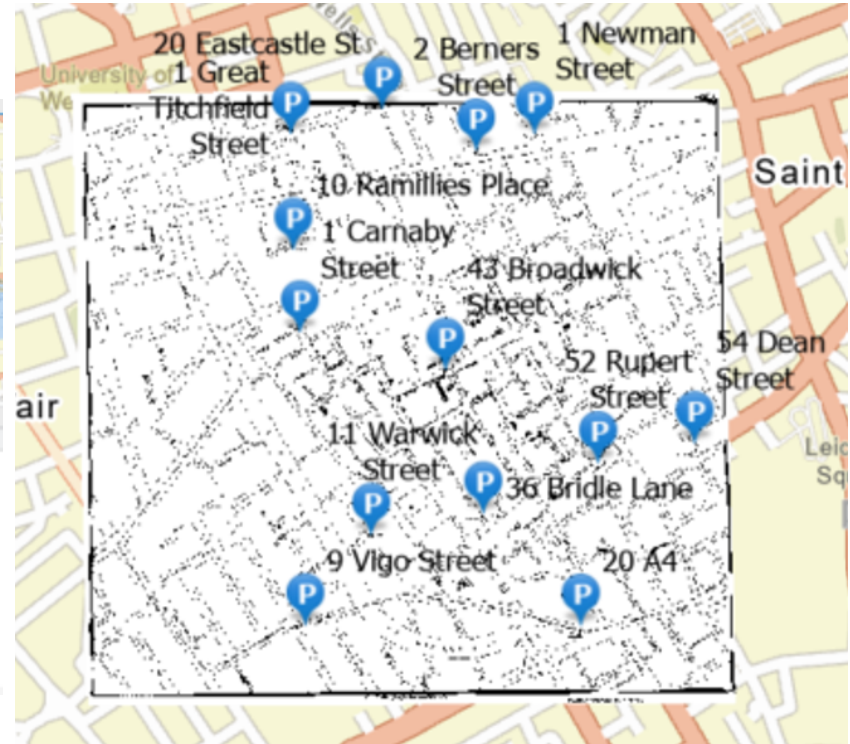 20 Eastcastle St
2 Berners
Street
1 Newman
Street
University of
We
1 Great
Titchfield
Street
Saint
10 Ramillies Place
1 Carnaby
Street
43 Broadwick
Street
54 Dean
Street
52 Rupert
Street
air
11 Warwick
Street
Leic
Squ
36 Bridle Lane
9 Vigo Street
20 A4
P
P
P
P
P
P
P
P
P
P
P
P
P